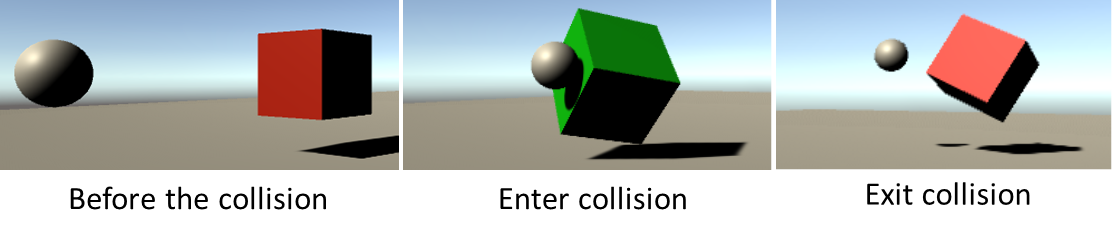 Before the collision
Enter collision
Exit collision